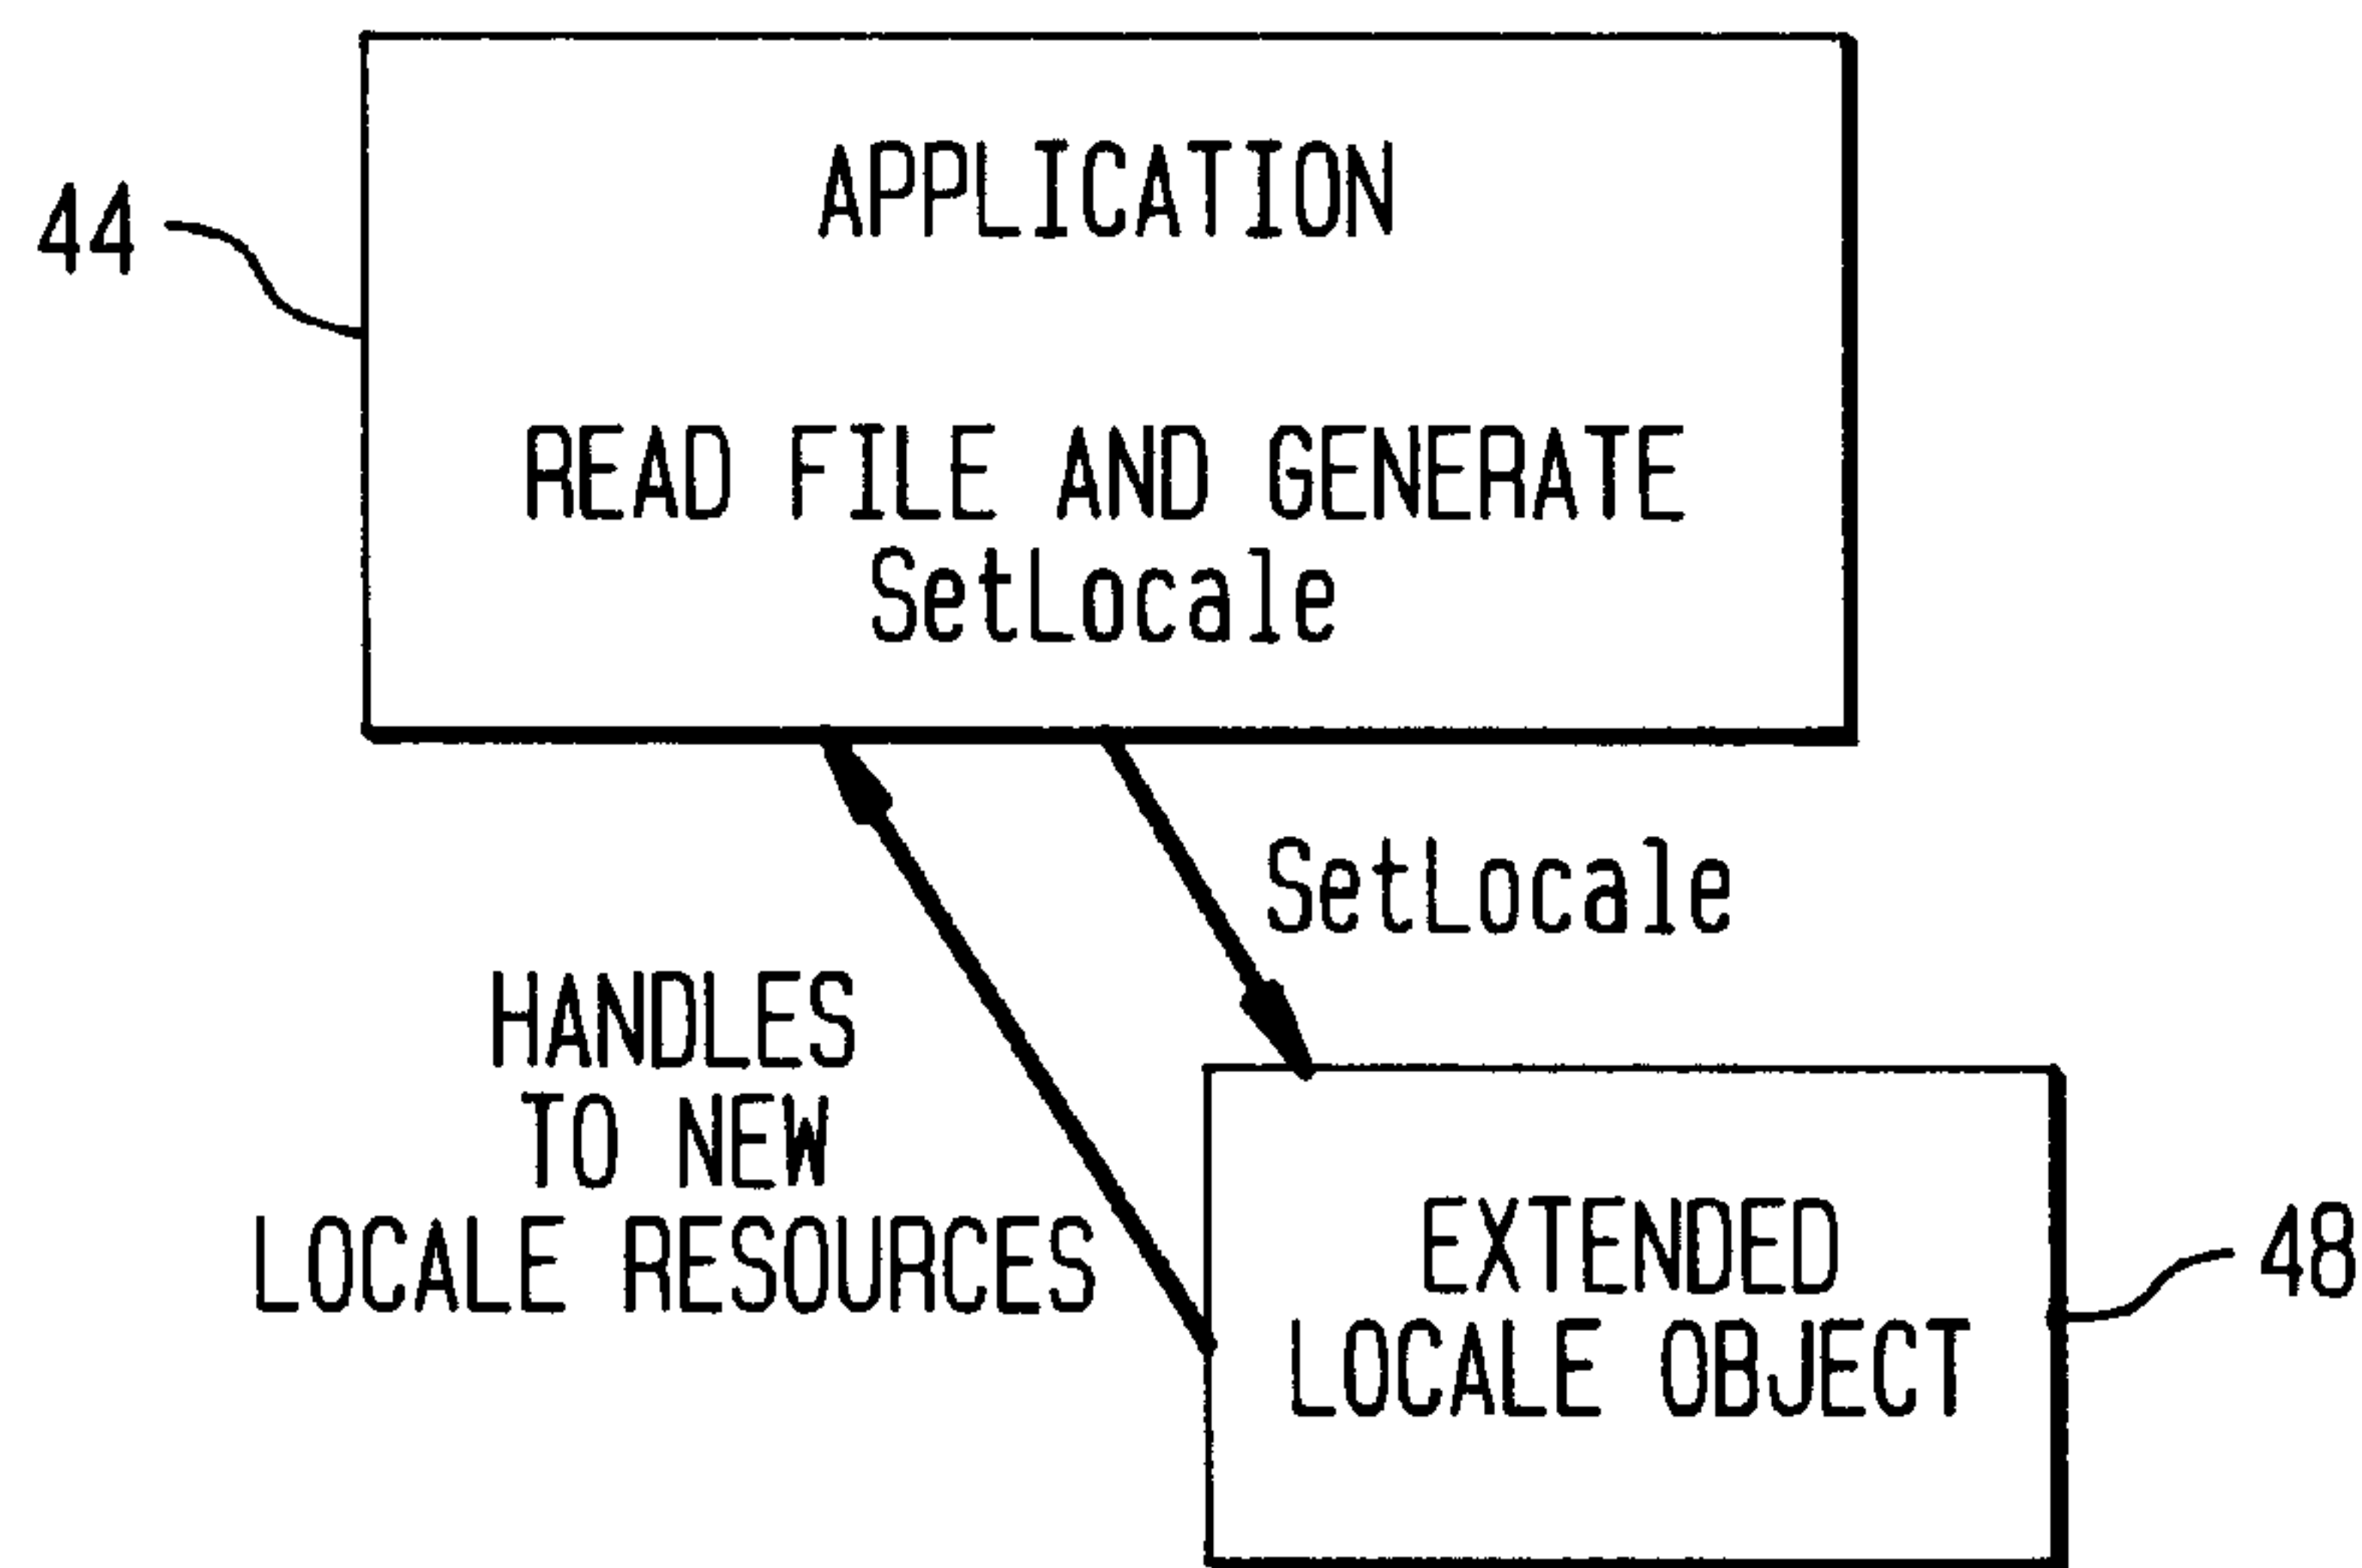 APPLICATION
44
READ FILE AND GENERATE
SetLocale
SetLocale
HANDLES
TO NEW
LOCALE RESOURCES
EXTENDED
LOCALE OBJECT
48